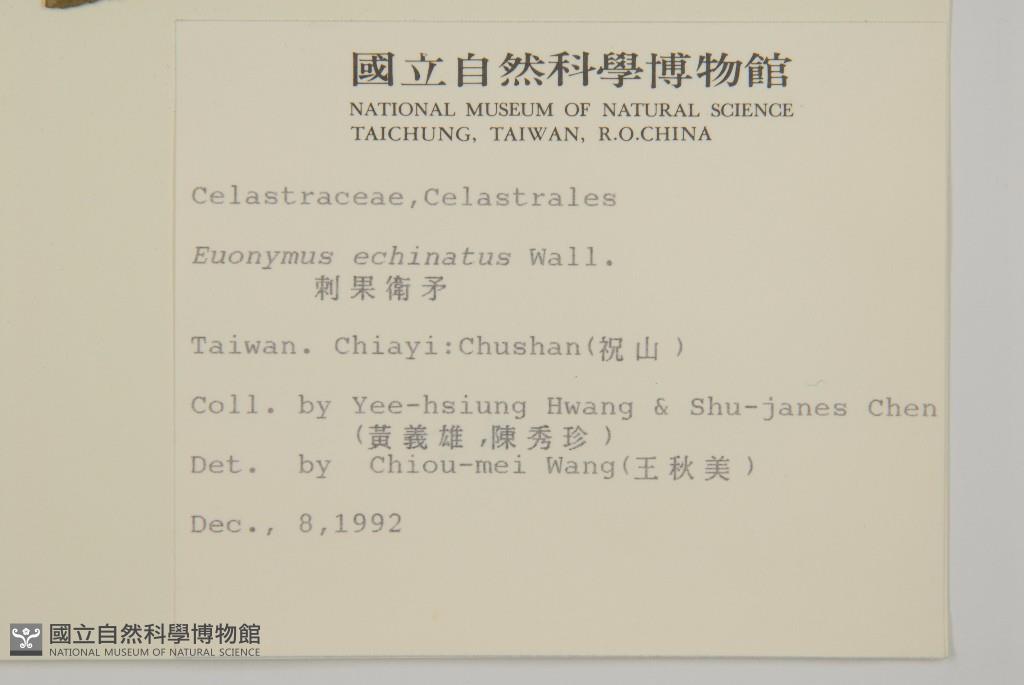 國立自然科學博物館
NATIONAL MUSEUM OF NATURAL SCIENCE
TAICHUNG, TAIWAN, R.O.CHINA
Celastraceae,Celastrales
Euonymus echinatus Wall.
刺果衛矛
Taiwan. Chiayi:Chushan(祝山)
Coll. by Yee-hsiung Hwang & Shu-janes Chen
(黃義雄,陳秀珍)
Det. by Chiou-mei Wang(王秋美)
Dec., 8,1992
國立自然科學博物館
NATIONAL MUSEUM OF NATURAL SCIENCE